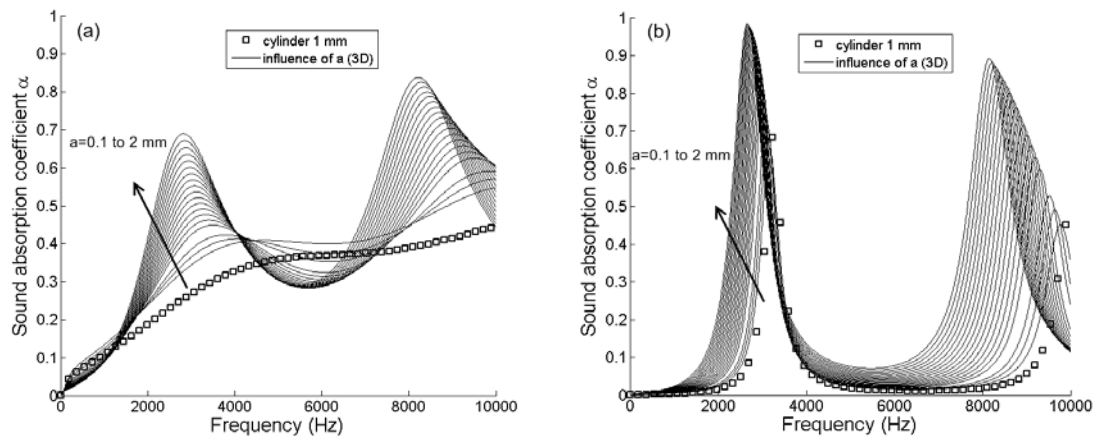 (a)
cylinder 1 mm
influence of a (3D)
a=0.1 to 2 mm
Sound absorption coefficient α
1
0.9
0.8
0.7
0.6
0.5
0.4
0.3
0.2
0.1
0
0
2000
4000
6000
8000
10000
Frequency (Hz)
(b)
cylinder 1 mm
influence of a (3D)
a=0.1 to 2 mm
Sound absorption coefficient α
1
0.9
0.8
0.7
0.6
0.5
0.4
0.3
0.2
0.1
0
0
2000
4000
6000
8000
10000
Frequency (Hz)